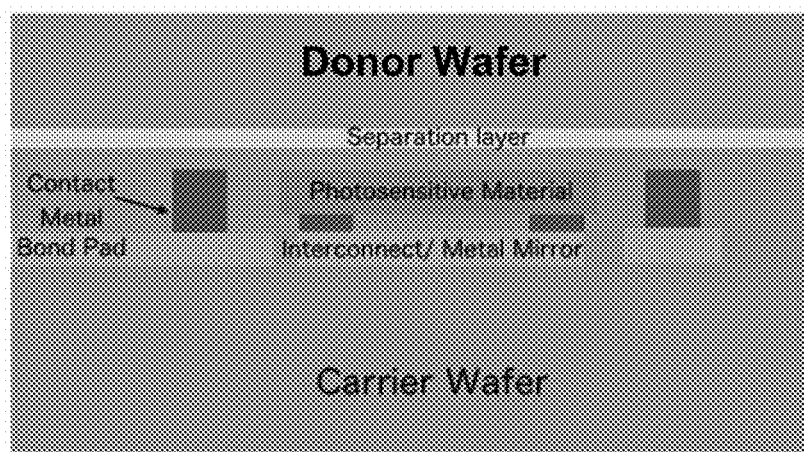 Donor Wafer
Separation layer
Contact
Metal
Bond Pad
Photosensitive Material
Interconnect/ Metal Mirror
Carrier Wafer